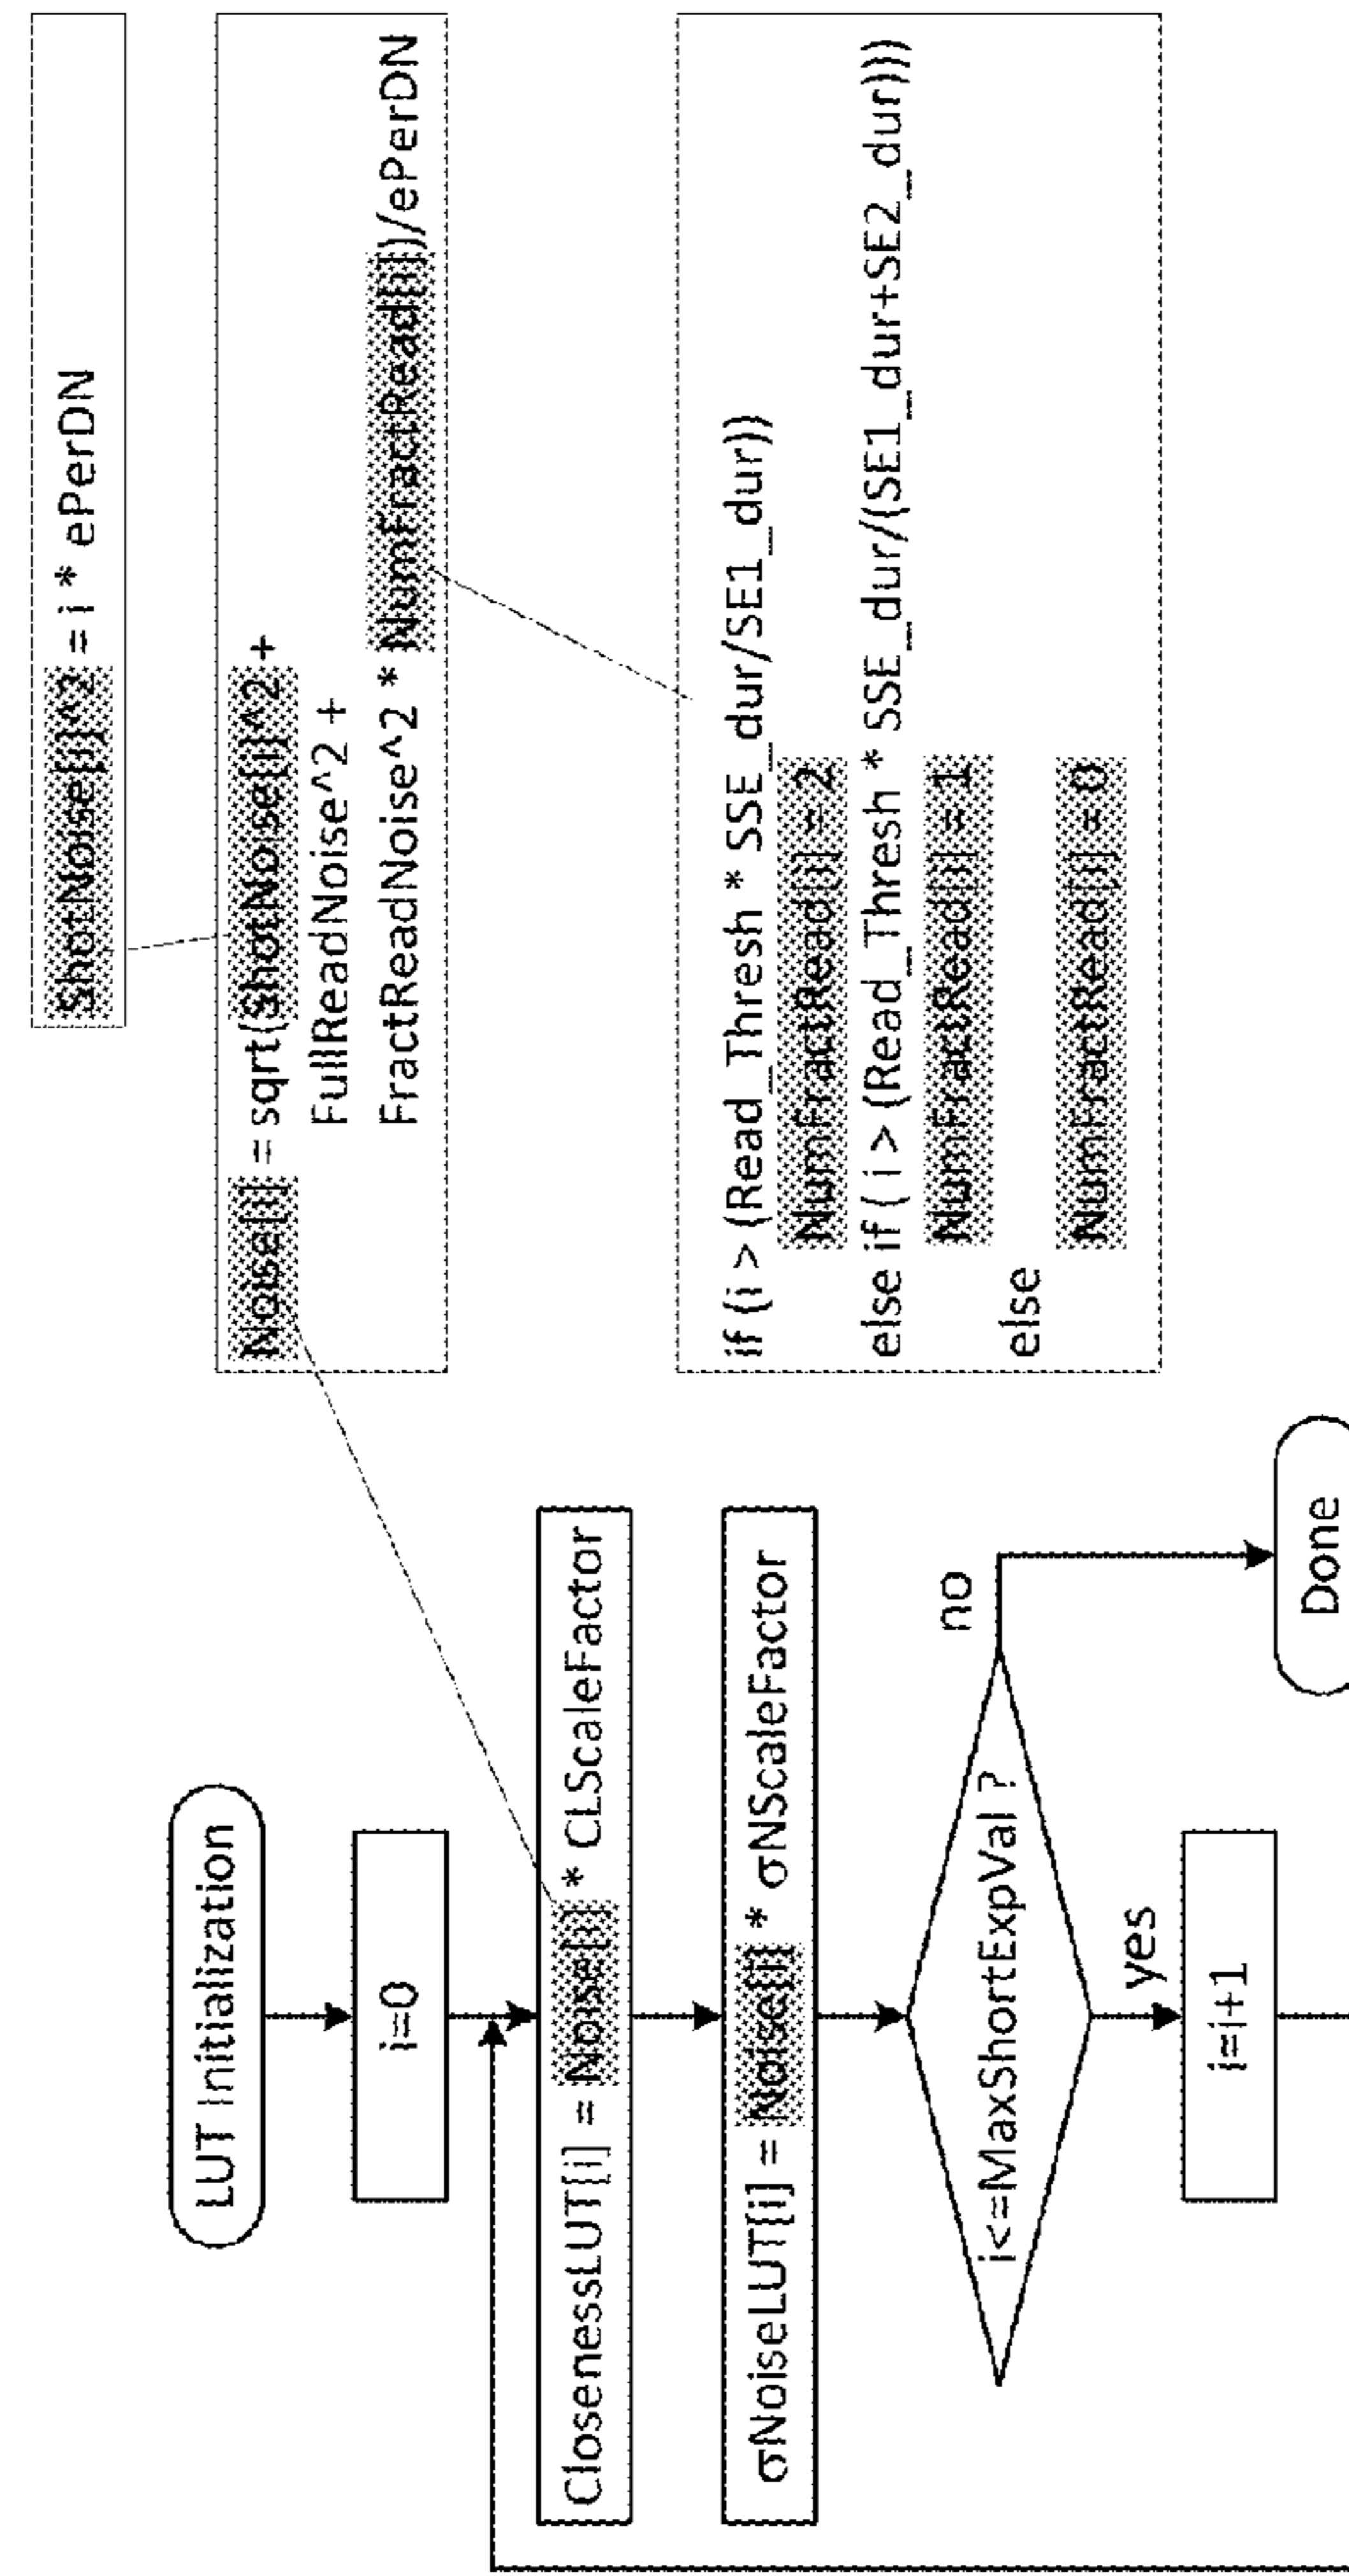 LUT Initialization
i=0
ClosenessLUT[i] = Noise[i] * CLScaleFactor
σNoiseLUT[i] = Noise[i] * σNScaleFactor
i<=MaxShortExpVal ?
no
yes
i=i+1
Done
ShotNoise[i]^2 = i * ePerDN
Noise[i] = sqrt(ShotNoise[i]^2 +
FullReadNoise^2 +
FractReadNoise^2 * NumFractRead[i])/ePerDN
if (i > (Read_Thresh * SSE_dur/SE1_dur))
NumFractRead[i] = 2
else if ( i > (Read_Thresh * SSE_dur/(SE1_dur+SE2_dur)))
NumFractRead[i] = 1
else
NumFractRead[i] = 0